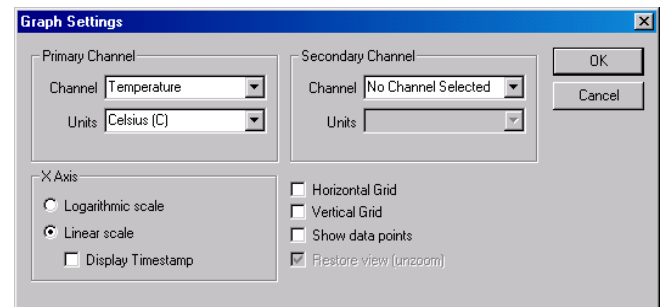 Graph Settings
Primary Channel
Channel Temperature
Units Celsius (C)
Secondary Channel
Channel No Channel Selected
Units
OK
Cancel
X Axis
Logarithmic scale
Linear scale
Display Timestamp
Horizontal Grid
Vertical Grid
Show data points
Restore view (unzoom)